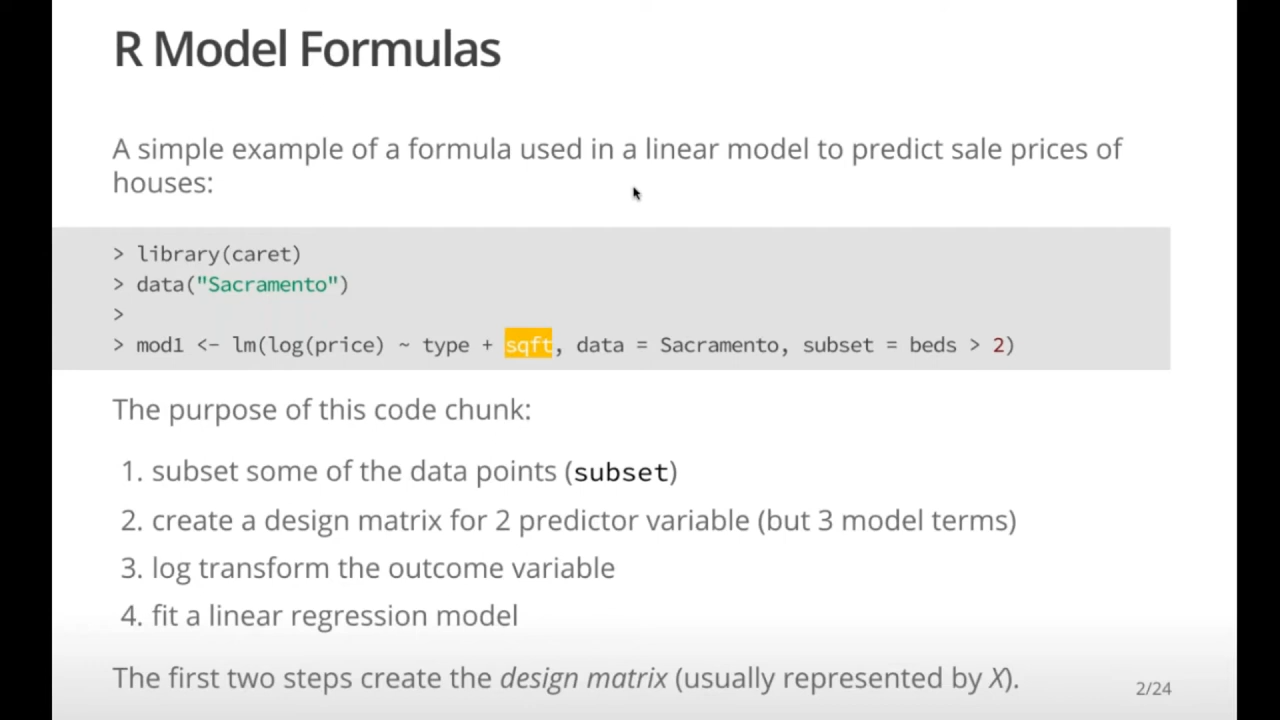 R Model Formulas
A simple example of a formula used in a linear model to predict sale prices of
houses:
> library(caret)
> data("Sacramento")
>
> mod1 <- lm(log(price) ~ type + sqft, data = Sacramento, subset = beds > 2)
The purpose of this code chunk:
1. subset some of the data points (subset)
2. create a design matrix for 2 predictor variable (but 3 model terms)
3. log transform the outcome variable
4. fit a linear regression model
The first two steps create the design matrix (usually represented by X).
2/24